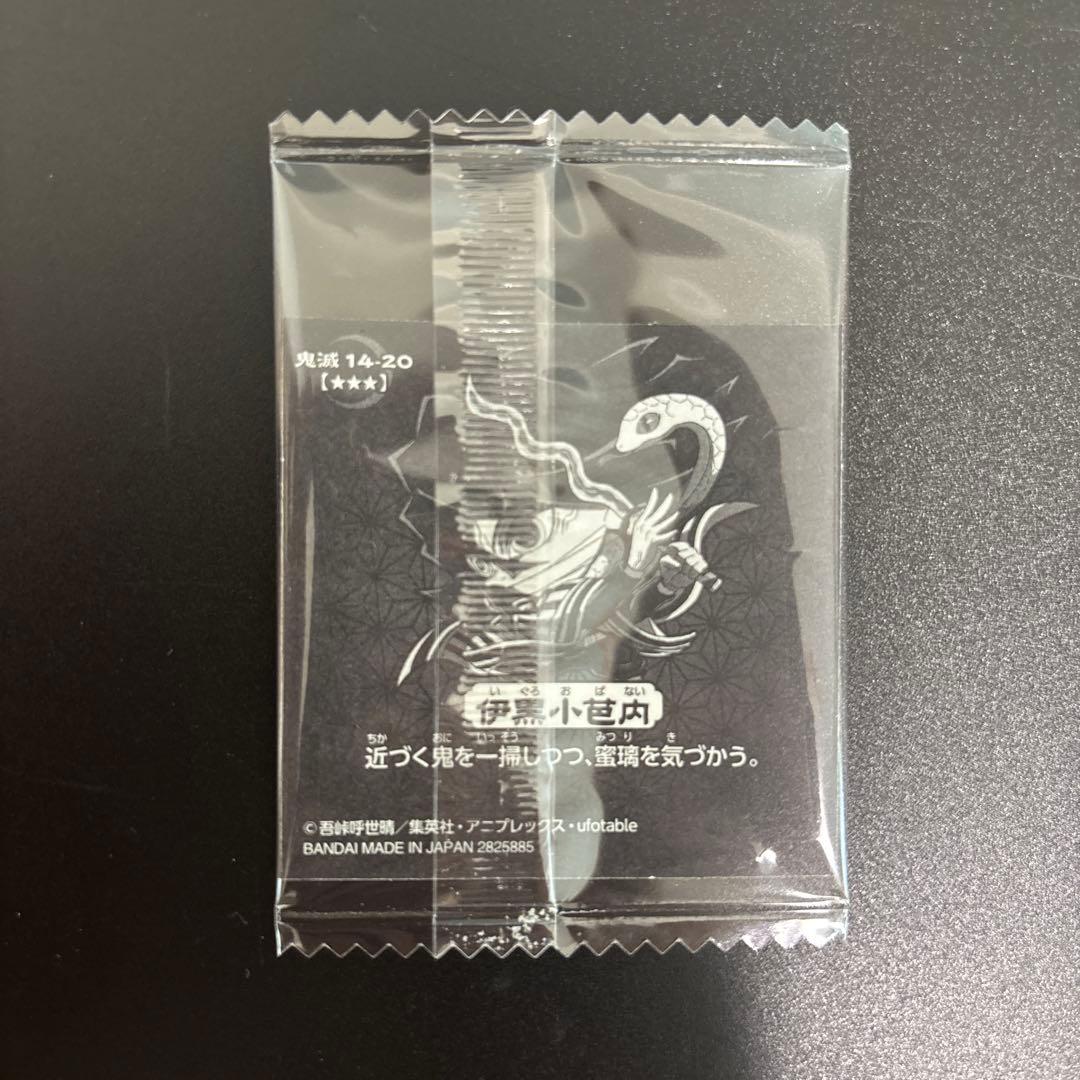 鬼滅 14-20
【★★★】
い ぐろ お ば ない
伊黒小芭内
ちか おに いっそう みつり き
近づく鬼を一掃しつつ、蜜璃を気づかう。
©吾峠呼世晴／集英社・アニプレックス・ufotable
BANDAI MADE IN JAPAN 2825885